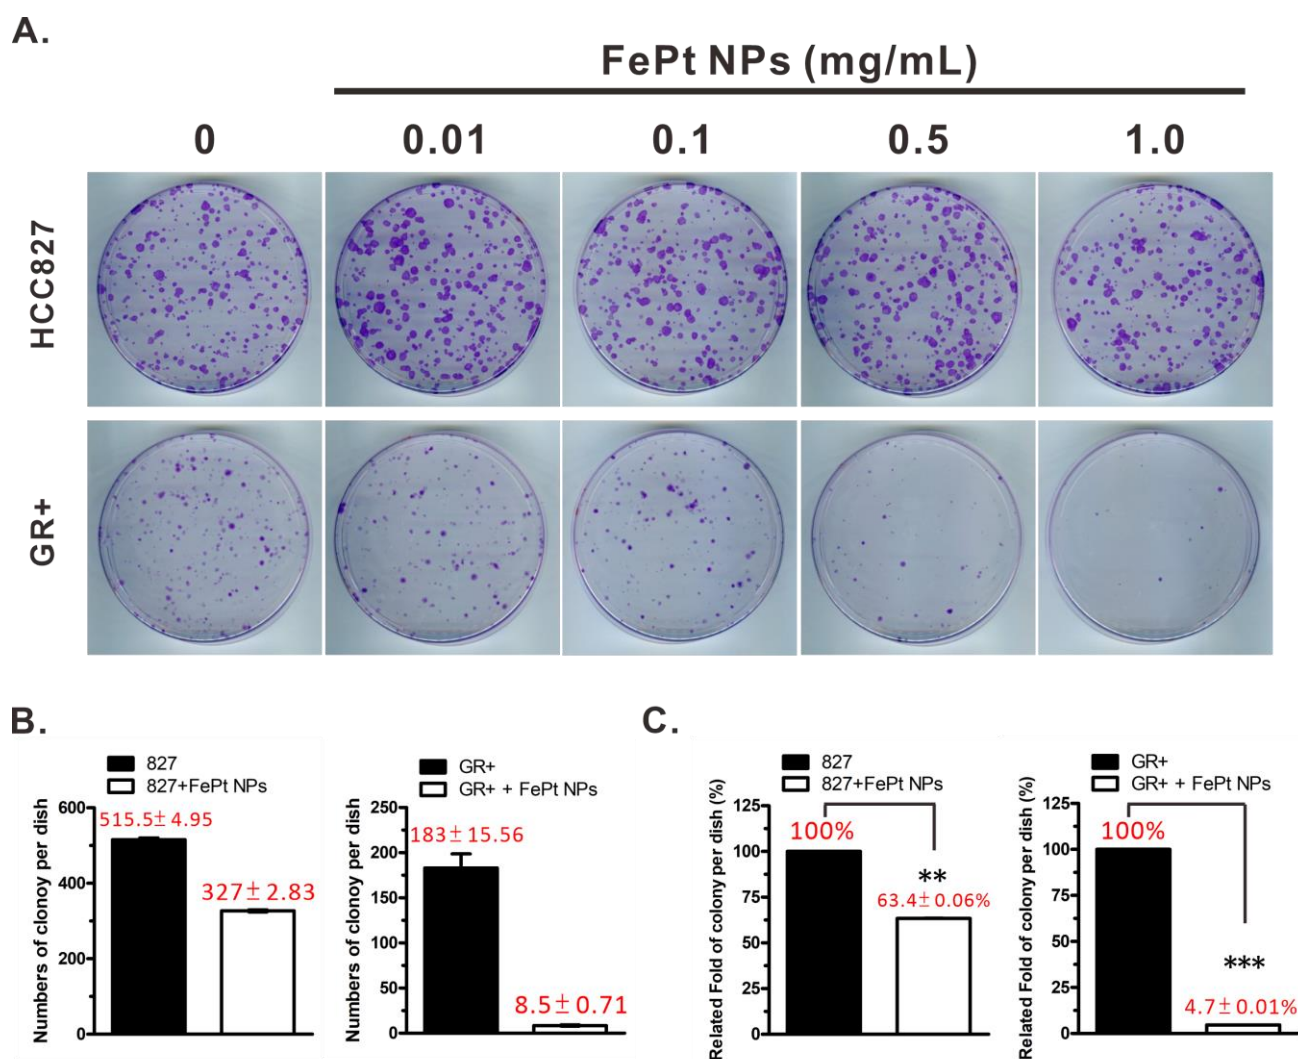 A.
FePt NPs (mg/mL)
0 0.01 0.1 0.5 1.0
HCC827
GR+
B.
827
827+FePt NPs
Numbers of clonoy per dish
600
400
200
0
515.5±4.95
327±2.83
GR+
GR+ + FePt NPs
Numbers of clonoy per dish
250
200
150
100
50
0
183±15.56
8.5±0.71
C.
827
827+FePt NPs
Related Fold of colony per dish (%)
125
100
75
50
25
0
100%
**
63.4±0.06%
GR+
GR+ + FePt NPs
Related Fold of colony per dish (%)
125
100
75
50
25
0
100%
***
4.7±0.01%